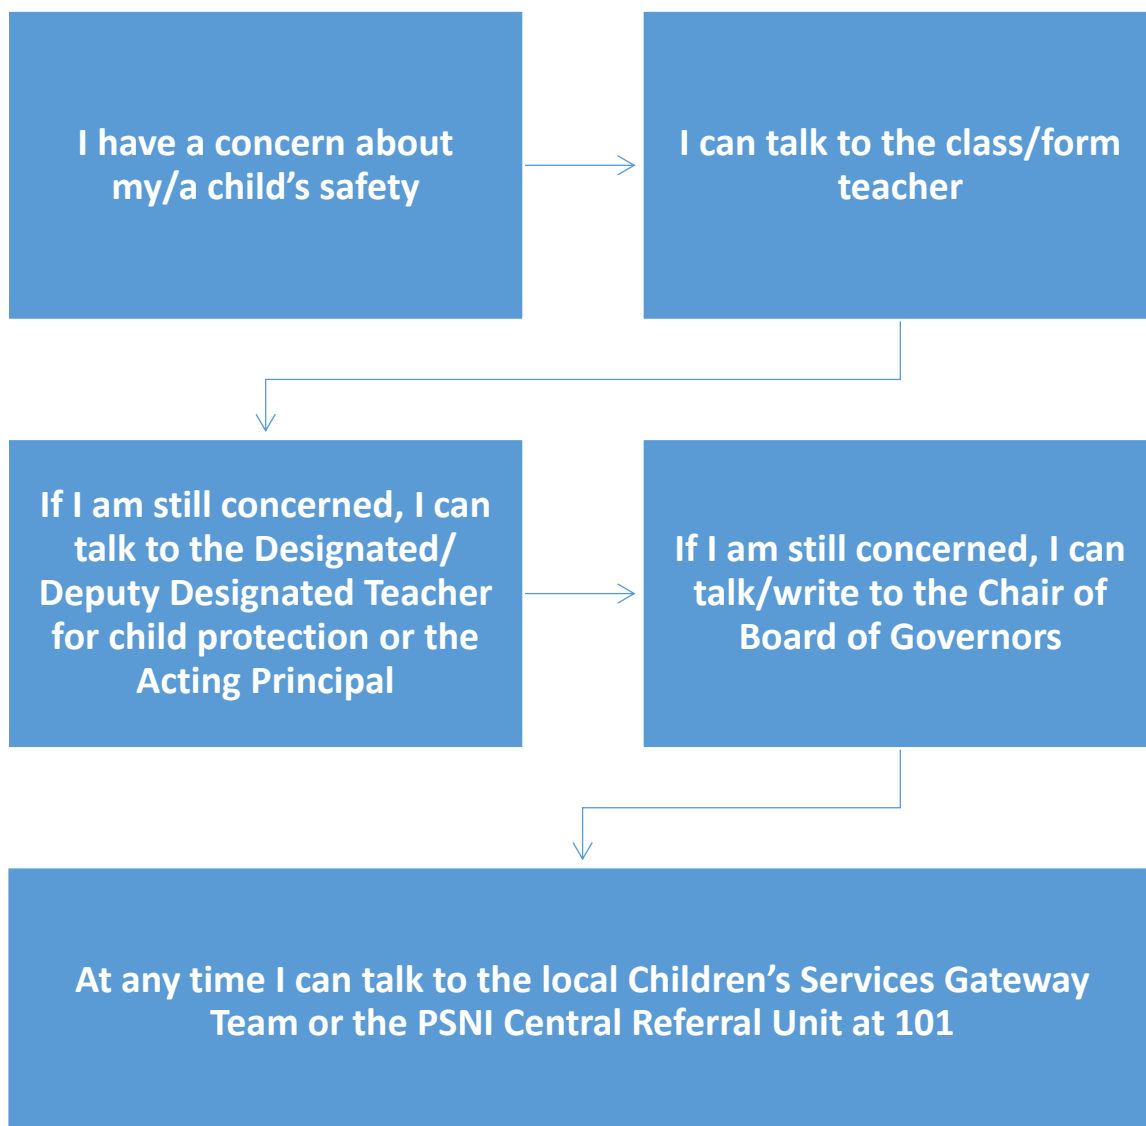 I have a concern about
my/a child’s safety
I can talk to the class/form
teacher
If I am still concerned, I can
talk to the Designated/
Deputy Designated Teacher
for child protection or the
Acting Principal
If I am still concerned, I can
talk/write to the Chair of
Board of Governors
At any time I can talk to the local Children’s Services Gateway
Team or the PSNI Central Referral Unit at 101